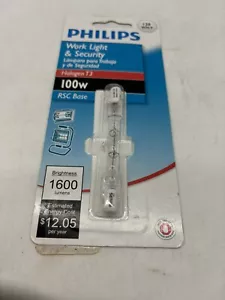 PHILIPS
120
Work Light
& Security
Lámpara para Trabajo
y de Seguridad
Halogen T3
100w
RSC Base
Brightness
1600
lumens
Estimated
Energy Cost
$12.05
per year